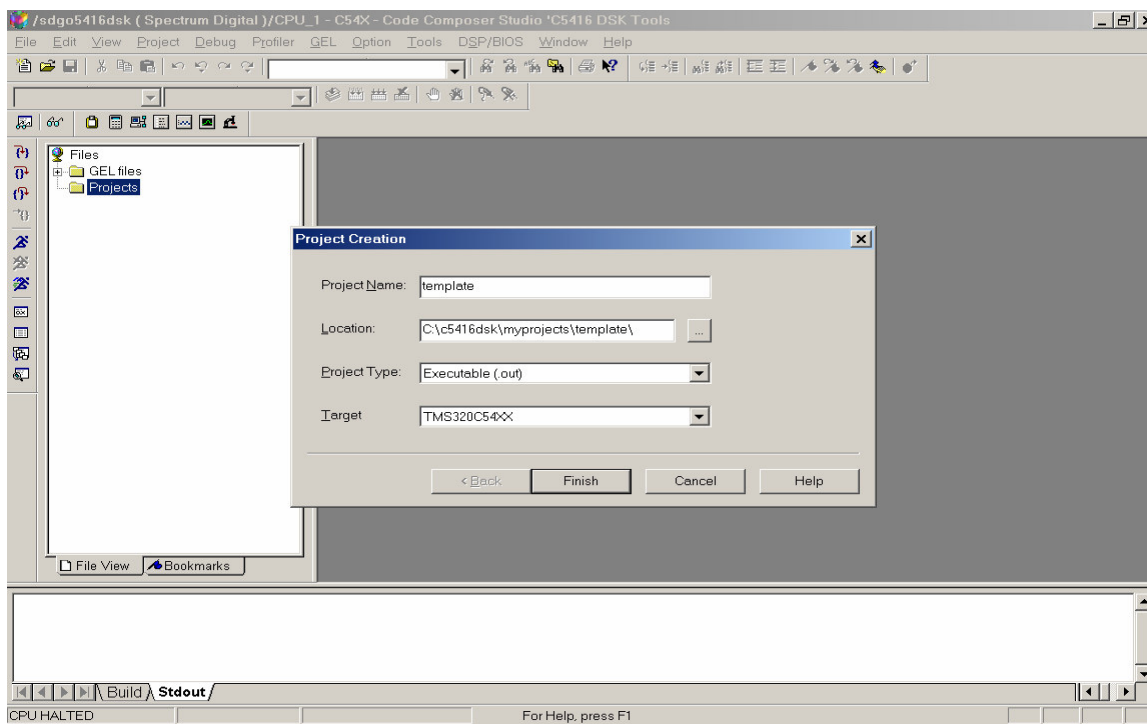 /sdgo5416dsk ( Spectrum Digital )/CPU_1 - C54X - Code Composer Studio 'C5416 DSK Tools
File Edit View Project Debug Profiler GEL Option Tools DSP/BIOS Window Help
Files
GEL files
Projects
Project Creation
Project Name: template
Location: C:\c5416dsk\myprojects\template\ ...
Project Type: Executable (.out)
Target TMS320C54XX
< Back Finish Cancel Help
File View Bookmarks
Build Stdout
CPU HALTED For Help, press F1